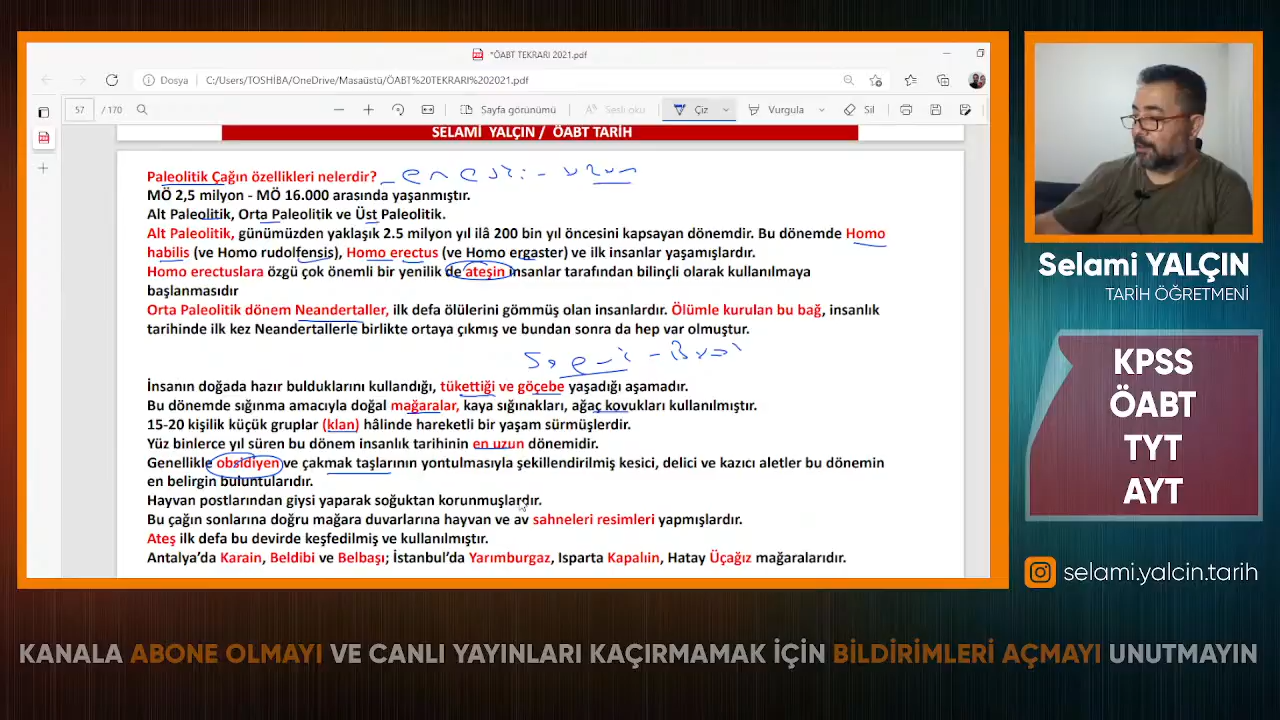 *ÖABT TEKRARI 2021.pdf
Dosya C:/Users/TOSHIBA/OneDrive/Masaüstü/ÖABT%20TEKRARI%202021.pdf
57 /170 Sayfa görünümü Sesli oku Çiz Vurgula Sil
SELAMİ YALÇIN / ÖABT TARİH
Paleolitik Çağın özellikleri nelerdir?
MÖ 2,5 milyon - MÖ 16.000 arasında yaşanmıştır.
Alt Paleolitik, Orta Paleolitik ve Üst Paleolitik.
Alt Paleolitik, günümüzden yaklaşık 2.5 milyon yıl ilâ 200 bin yıl öncesini kapsayan dönemdir. Bu dönemde Homo
habilis (ve Homo rudolfensis), Homo erectus (ve Homo ergaster) ve ilk insanlar yaşamışlardır.
Homo erectuslara özgü çok önemli bir yenilik de ateşin insanlar tarafından bilinçli olarak kullanılmaya
başlanmasıdır
Orta Paleolitik dönem Neandertaller, ilk defa ölülerini gömmüş olan insanlardır. Ölümle kurulan bu bağ, insanlık
tarihinde ilk kez Neandertallerle birlikte ortaya çıkmış ve bundan sonra da hep var olmuştur.
İnsanın doğada hazır bulduklarını kullandığı, tükettiği ve göçebe yaşadığı aşamadır.
Bu dönemde sığınma amacıyla doğal mağaralar, kaya sığınakları, ağaç kovukları kullanılmıştır.
15-20 kişilik küçük gruplar (klan) hâlinde hareketli bir yaşam sürmüşlerdir.
Yüz binlerce yıl süren bu dönem insanlık tarihinin en uzun dönemidir.
Genellikle obsidiyen ve çakmak taşlarının yontulmasıyla şekillendirilmiş kesici, delici ve kazıcı aletler bu dönemin
en belirgin buluntularıdır.
Hayvan postlarından giysi yaparak soğuktan korunmuşlardır.
Bu çağın sonlarına doğru mağara duvarlarına hayvan ve av sahneleri resimleri yapmışlardır.
Ateş ilk defa bu devirde keşfedilmiş ve kullanılmıştır.
Antalya’da Karain, Beldibi ve Belbaşı; İstanbul’da Yarımburgaz, Isparta Kapalıin, Hatay Üçağız mağaralarıdır.
Selami YALÇIN
TARİH ÖĞRETMENİ
KPSS
ÖABT
TYT
AYT
selami.yalcin.tarih
KANALA ABONE OLMAYI VE CANLI YAYINLARI KAÇIRMAMAK İÇİN BİLDİRİMLERİ AÇMAYI UNUTMAYIN